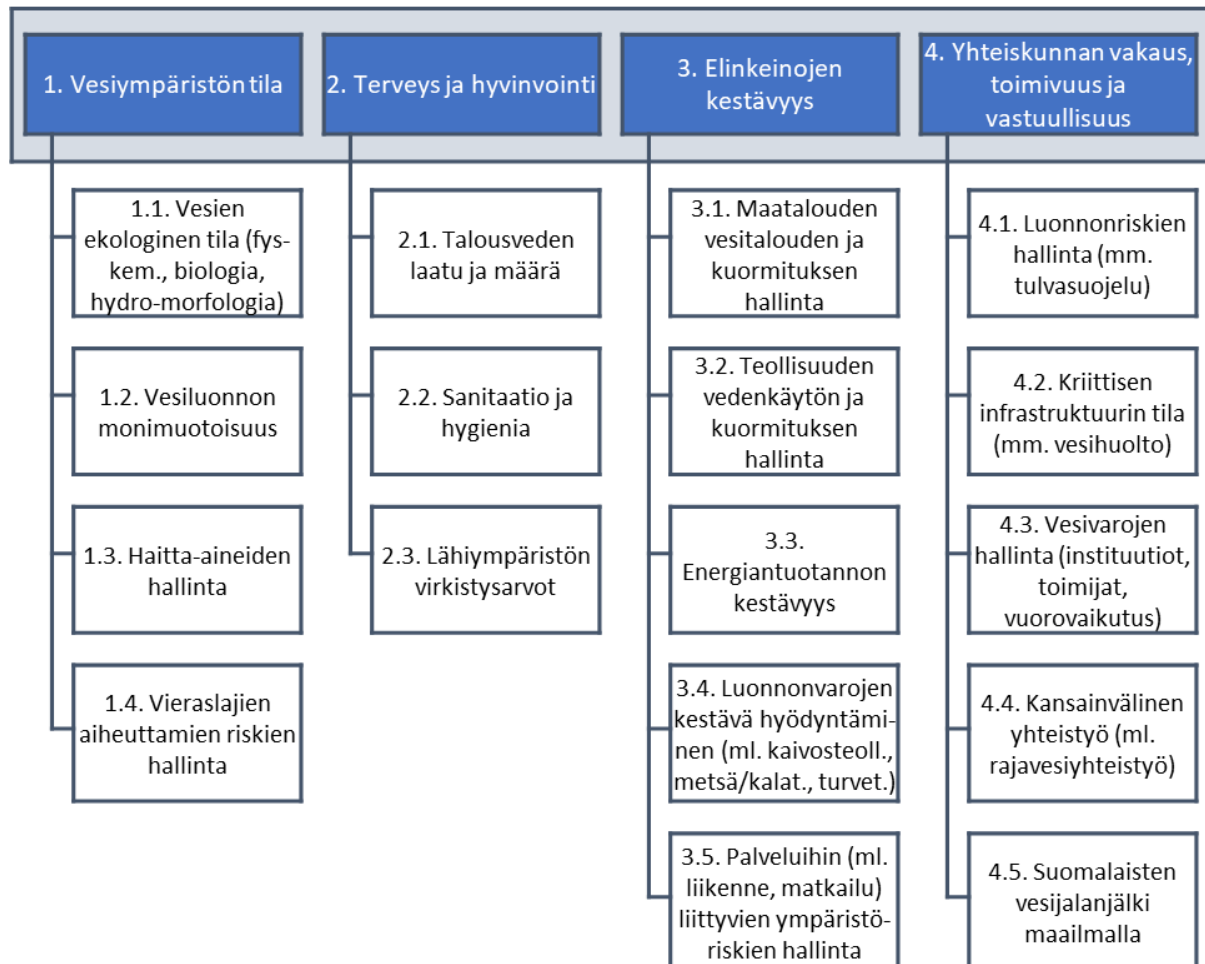 1. Vesiympäristön tila
1.1. Vesien
ekologinen tila (fys-
kem., biologia,
hydro-morfologia)
1.2. Vesiluonnon
monimuotoisuus
1.3. Haitta-aineiden
hallinta
1.4. Vieraslajien
aiheuttamien riskien
hallinta
2. Terveys ja hyvinvointi
2.1. Talousveden
laatu ja määrä
2.2. Sanitaatio ja
hygienia
2.3. Lähiympäristön
virkistysarvot
3. Elinkeinojen
kestävyys
3.1. Maatalouden
vesitalouden ja
kuormituksen
hallinta
3.2. Teollisuuden
vedenkäytön ja
kuormituksen
hallinta
3.3.
Energiantuotannon
kestävyys
3.4. Luonnonvarojen
kestävä hyödyntämi-
nen (ml. kaivosteoll.,
metsä/kalat., turvet.)
3.5. Palveluihin (ml.
liikenne, matkailu)
liittyvien ympäristö-
riskien hallinta
4. Yhteiskunnan vakaus,
toimivuus ja
vastuullisuus
4.1. Luonnonriskien
hallinta (mm.
tulvasuojelu)
4.2. Kriittisen
infrastruktuurin tila
(mm. vesihuolto)
4.3. Vesivarojen
hallinta (instituutiot,
toimijat,
vuorovaikutus)
4.4. Kansainvälinen
yhteistyö (ml.
rajavesiyhteistyö)
4.5. Suomalaisten
vesijalanjälki
maailmalla